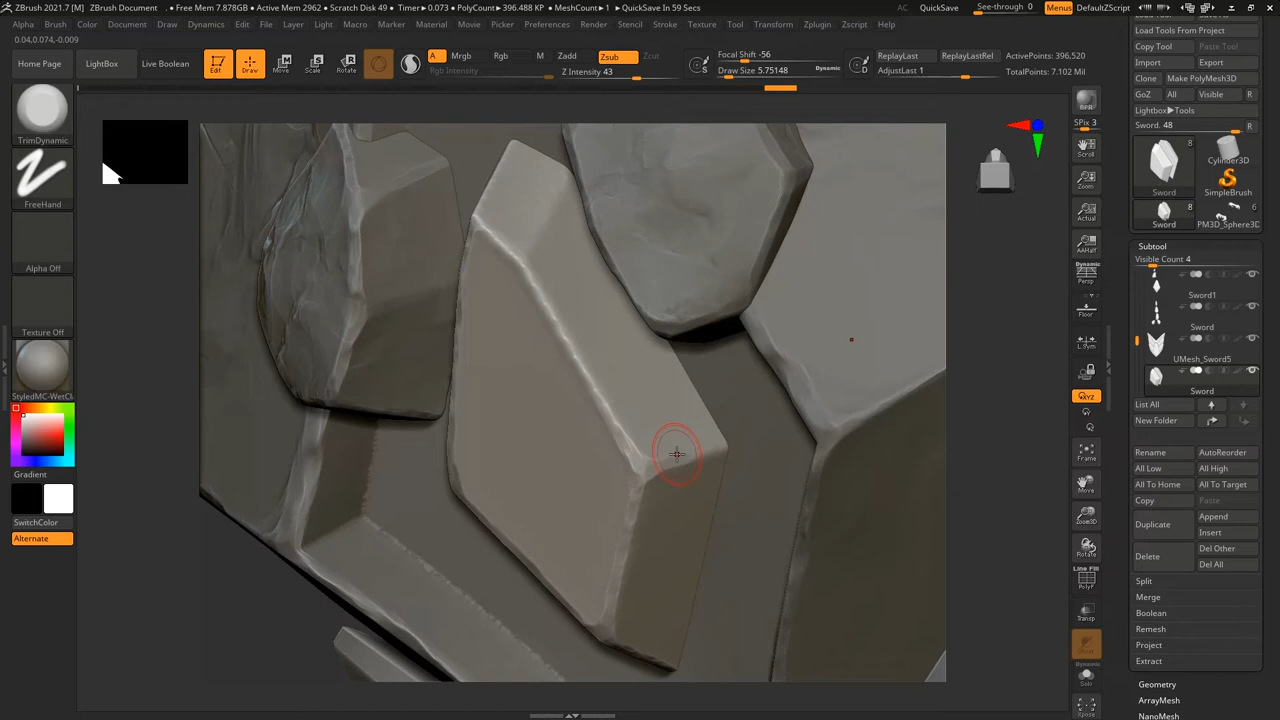 ZBrush 2021.7 [M] ZBrush Document . • Free Mem 7.878GB • Active Mem 2962 • Scratch Disk 49 • Timer▸0.073 • PolyCount▸396.488 KP • MeshCount▸1 • QuickSave In 59 Secs AC QuickSave See-through 0 Menus DefaultZScript
Alpha Brush Color Document Draw Dynamics Edit File Layer Light Macro Marker Material Movie Picker Preferences Render Stencil Stroke Texture Tool Transform Zplugin Zscript Help
0.04,0.074,-0.009
Home Page LightBox Live Boolean Edit Draw Move Scale Rotate A Mrgb Rgb M Zadd Zsub Zcut
Rgb Intensity Z Intensity 43
S Focal Shift -56
Draw Size 5.75148 Dynamic
D ReplayLast ReplayLastRel ActivePoints: 396,520
AdjustLast 1 TotalPoints: 7.102 Mil
TrimDynamic
FreeHand
Alpha Off
Texture Off
StyledMC-WetCl
Gradient
SwitchColor
Alternate
BPR
SPix 3
Scroll
Zoom
Actual
AAHalf
Dynamic
Persp
Floor
L.Sym
XYZ
Frame
Move
Zoom3D
Rotate
Line Fill
PolyF
Transp
Ghost
Dynamic
Solo
Xpose
Load Tools From Project
Copy Tool Paste Tool
Import Export
Clone Make PolyMesh3D
GoZ All Visible R
Lightbox▸Tools
Sword. 48 R
8
Sword
Cylinder3D
SimpleBrush
8 6
Sword PM3D_Sphere3D
Subtool
Visible Count 4
Sword1
Sword
UMesh_Sword5
Sword
List All
New Folder
Rename AutoReorder
All Low All High
All To Home All To Target
Copy Paste
Duplicate Append
Insert
Delete Del Other
Del All
Split
Merge
Boolean
Remesh
Project
Extract
Geometry
ArrayMesh
NanoMesh